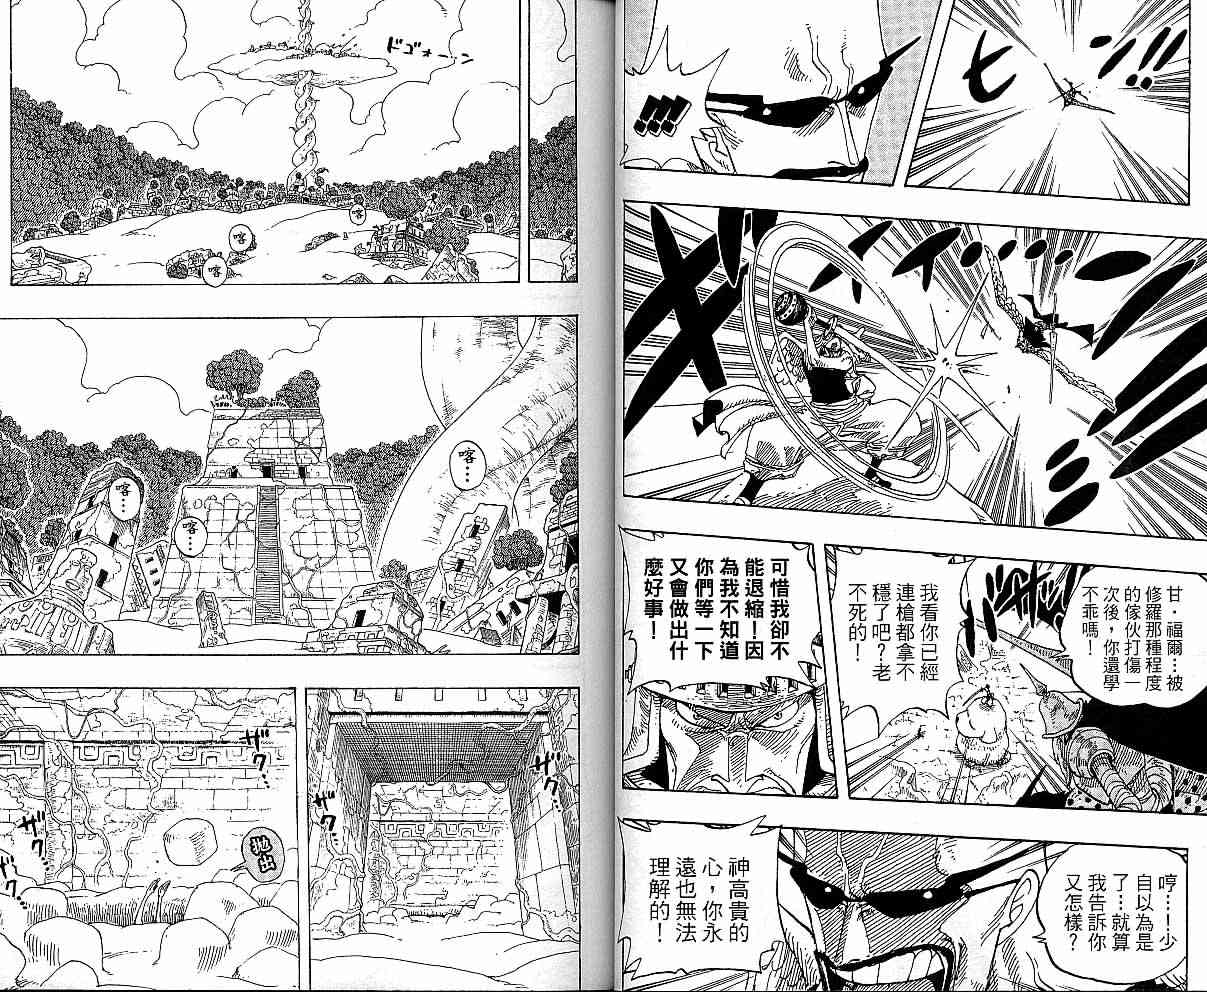 ヒ
!!
!!!
甘・福爾…被
修羅那種程度
的傢伙打傷一
次後，你還學
不乖嗎！
我看你已經
連槍都拿不
穩了吧？老
不死的！
可惜我卻不
能退縮！因
為我不知道
你們等一下
又會做出什
麼好事！
哼…！少
自以為是
了…就算
我告訴你
又怎樣？
神高貴的
心，你永
遠也無法
理解的！
ドゴォーーン
喀
喀
喀
喀…
喀…
喀…
ザク…
ザク…
ザク…
ザク…
ザク…
拋出